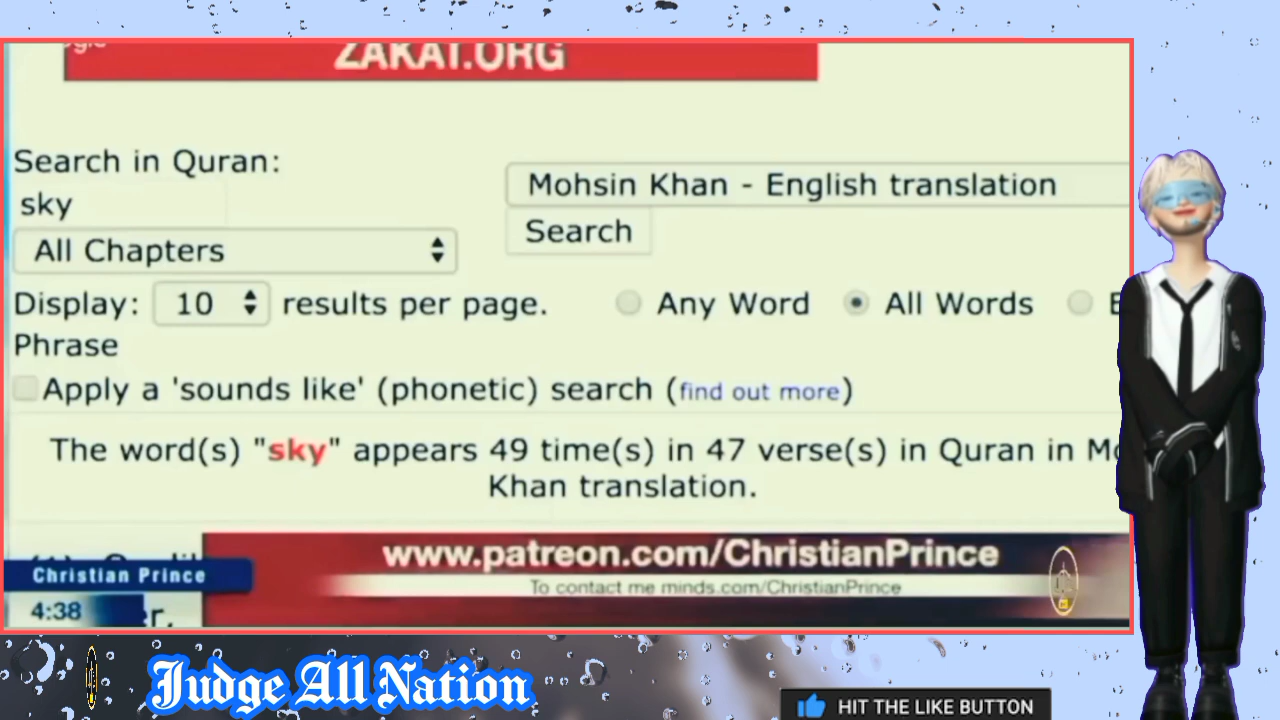 ZAKAT.ORG
Search in Quran:
sky
Mohsin Khan - English translation
All Chapters
Search
Display: 10 results per page. Any Word All Words
Phrase
Apply a 'sounds like' (phonetic) search (find out more)
The word(s) "sky" appears 49 time(s) in 47 verse(s) in Quran in
Khan translation.
www.patreon.com/ChristianPrince
Christian Prince
To contact me minds.com/ChristianPrince
4:38
Judge All Nation
HIT THE LIKE BUTTON